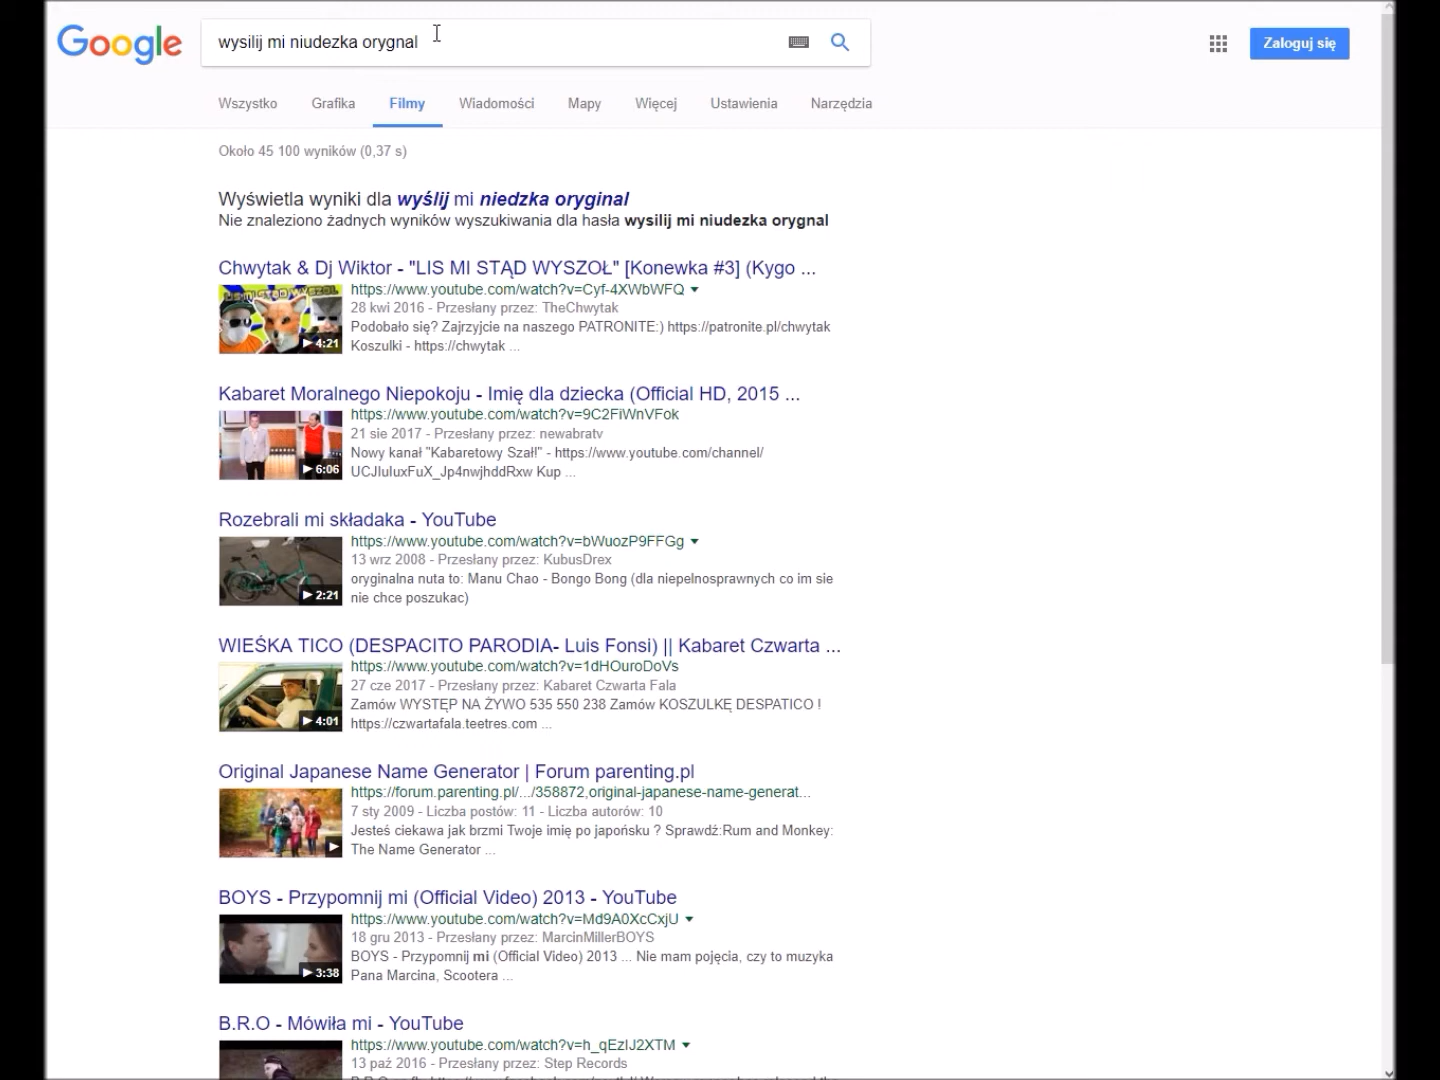 Google
wysilij mi niudezka orygnal
Zaloguj się
Wszystko Grafika Filmy Wiadomości Mapy Więcej Ustawienia Narzędzia
Około 45 100 wyników (0,37 s)
Wyświetla wyniki dla wyślij mi niedzka oryginal
Nie znaleziono żadnych wyników wyszukiwania dla hasła wysilij mi niudezka orygnal
Chwytak & Dj Wiktor - "LIS MI STĄD WYSZOŁ" [Konewka #3] (Kygo ...
https://www.youtube.com/watch?v=Cyf-4XWbWFQ
28 kwi 2016 - Przesłany przez: TheChwytak
Podobało się? Zajrzyjcie na naszego PATRONITE:) https://patronite.pl/chwytak
Koszulki - https://chwytak ...
4:21
Kabaret Moralnego Niepokoju - Imię dla dziecka (Official HD, 2015 ...
https://www.youtube.com/watch?v=9C2FiWnVFok
21 sie 2017 - Przesłany przez: newabratv
Nowy kanał "Kabaretowy Szał!" - https://www.youtube.com/channel/
UCJIuIuxFuX_Jp4nwjhddRxw Kup ...
6:06
Rozebrali mi składaka - YouTube
https://www.youtube.com/watch?v=bWuozP9FFGg
13 wrz 2008 - Przesłany przez: KubusDrex
oryginalna nuta to: Manu Chao - Bongo Bong (dla niepelnosprawnych co im sie
nie chce poszukac)
2:21
WIEŚKA TICO (DESPACITO PARODIA- Luis Fonsi) || Kabaret Czwarta ...
https://www.youtube.com/watch?v=1dHOuroDoVs
27 cze 2017 - Przesłany przez: Kabaret Czwarta Fala
Zamów WYSTĘP NA ŻYWO 535 550 238 Zamów KOSZULKĘ DESPATICO !
https://czwartafala.teetres.com ...
4:01
Original Japanese Name Generator | Forum parenting.pl
https://forum.parenting.pl/.../358872,original-japanese-name-generat...
7 sty 2009 - Liczba postów: 11 - Liczba autorów: 10
Jesteś ciekawa jak brzmi Twoje imię po japońsku ? Sprawdź:Rum and Monkey:
The Name Generator ...
BOYS - Przypomnij mi (Official Video) 2013 - YouTube
https://www.youtube.com/watch?v=Md9A0XcCxjU
18 gru 2013 - Przesłany przez: MarcinMillerBOYS
BOYS - Przypomnij mi (Official Video) 2013 ... Nie mam pojęcia, czy to muzyka
Pana Marcina, Scootera ...
3:38
B.R.O - Mówiła mi - YouTube
https://www.youtube.com/watch?v=h_qEzIJ2XTM
13 paź 2016 - Przesłany przez: Step Records